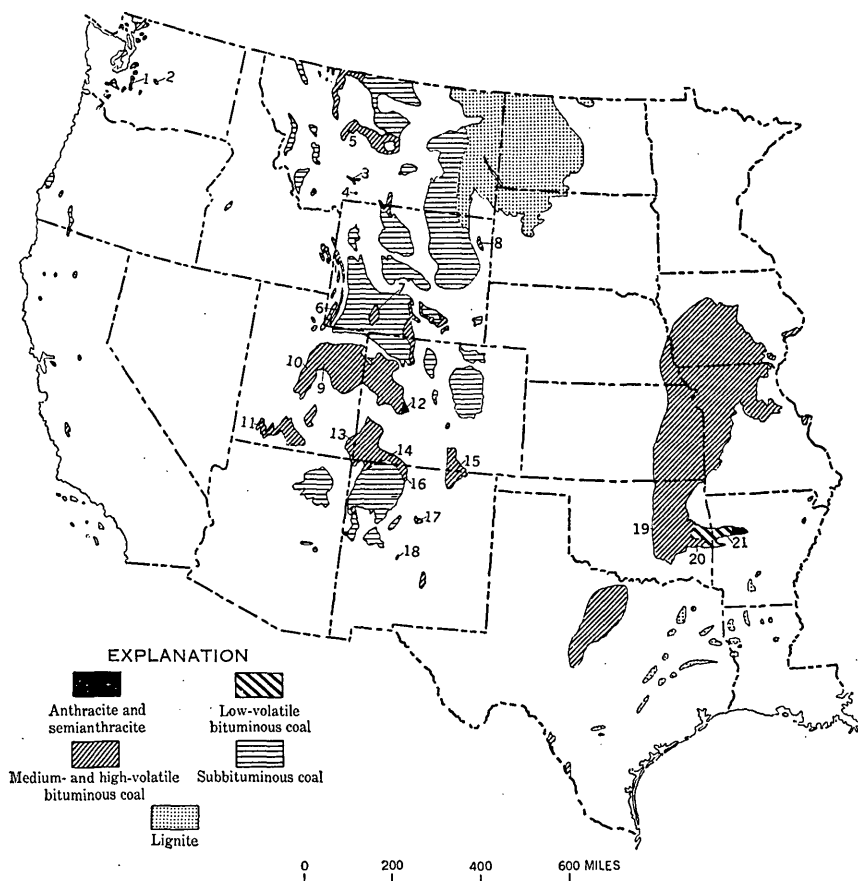 1 2
5
3
4
8
6
10
9
12
11
13
14
15
16
17
18
19
20
21
EXPLANATION
Anthracite and
semianthracite
Low-volatile
bituminous coal
Medium- and high-volatile
bituminous coal
Subbituminous coal
Lignite
0 200 400 600 MILES